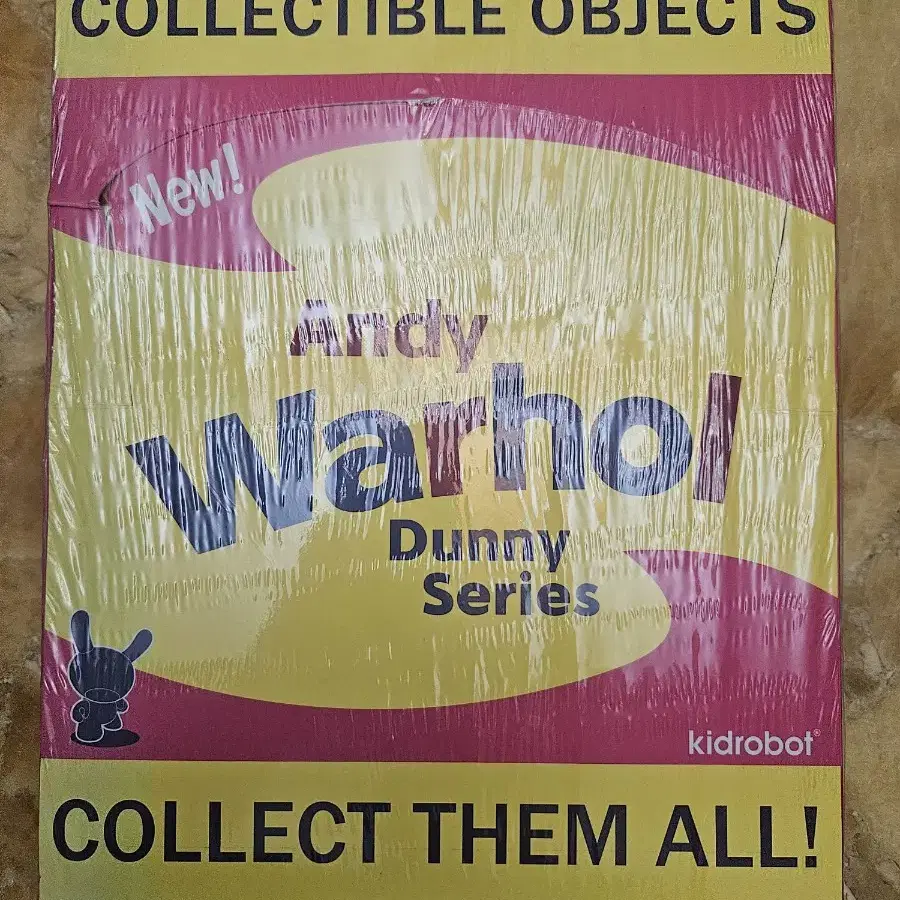 COLLECTIBLE OBJECTS
New!
Andy
Warhol
Dunny
Series
kidrobot®
COLLECT THEM ALL!